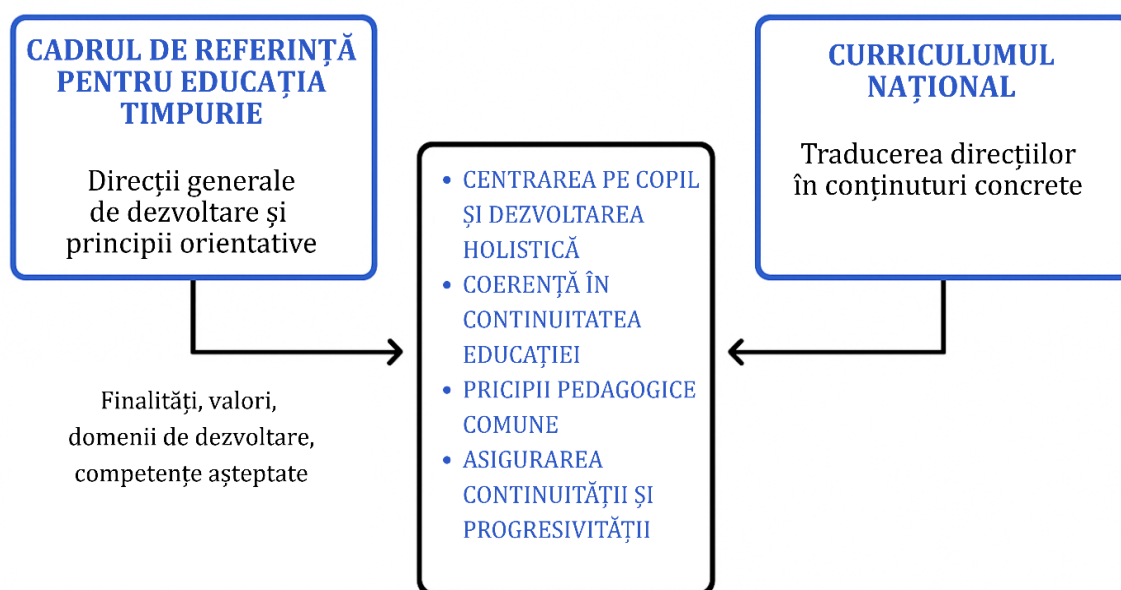 CADRUL DE REFERINȚĂ
PENTRU EDUCAȚIA
TIMPURIE
Direcții generale
de dezvoltare și
principii orientative
Finalități, valori,
domenii de dezvoltare,
competențe așteptate
• CENTRAREA PE COPIL
ȘI DEZVOLTAREA
HOLISTICĂ
• COERENȚĂ ÎN
CONTINUITATEA
EDUCAȚIEI
• PRICIPII PEDAGOGICE
COMUNE
• ASIGURAREA
CONTINUITĂȚII ȘI
PROGRESIVITĂȚII
CURRICULUMUL
NAȚIONAL
Traducerea direcțiilor
în conținuturi concrete